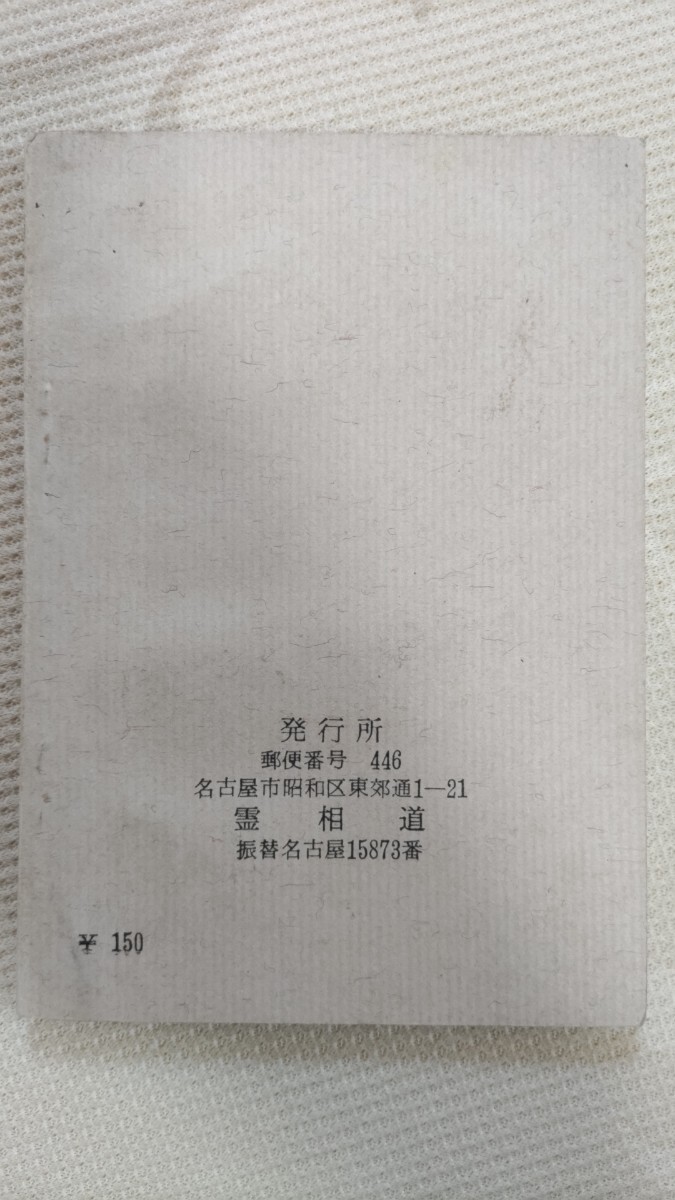 発行所
郵便番号 446
名古屋市昭和区東郊通1—21
霊相道
振替名古屋15873番
¥ 150